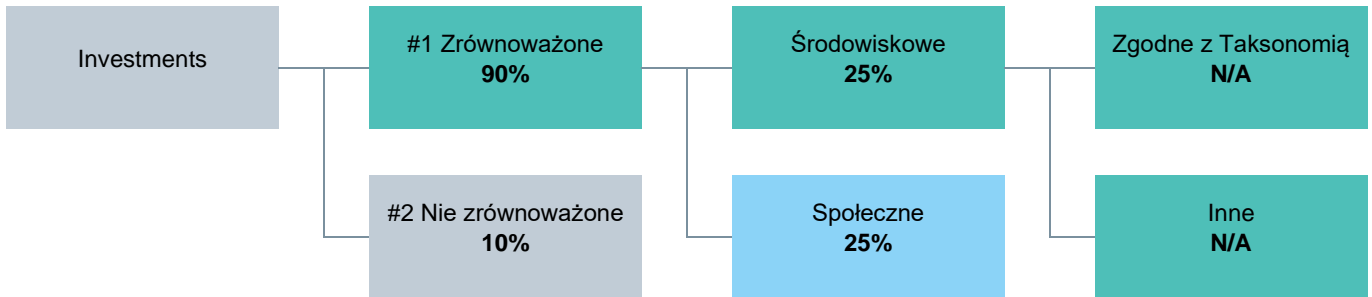 Investments
#1 Zrównoważone
90%
Środowiskowe
25%
Zgodne z Taksonomią
N/A
#2 Nie zrównoważone
10%
Społeczne
25%
Inne
N/A